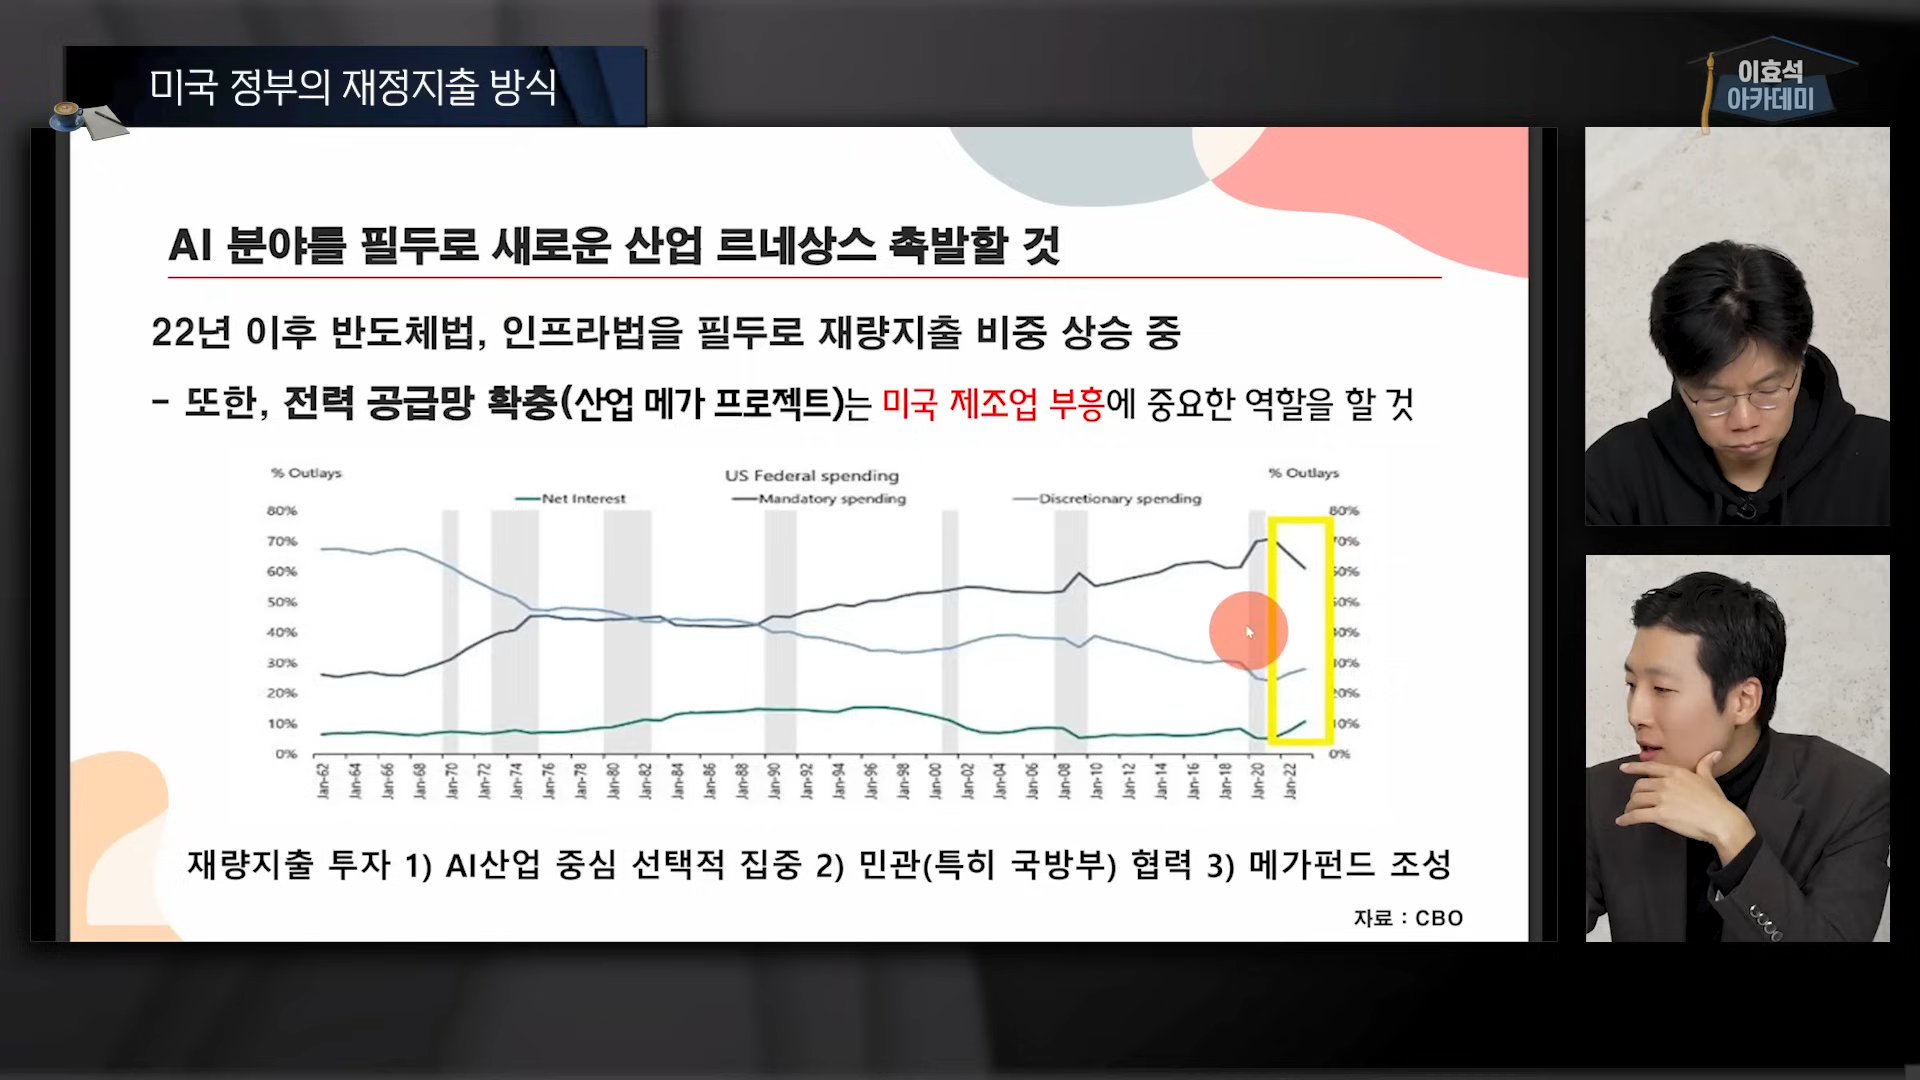 미국 정부의 재정지출 방식
이효석
아카데미
AI 분야를 필두로 새로운 산업 르네상스 촉발할 것
22년 이후 반도체법, 인프라법을 필두로 재량지출 비중 상승 중
- 또한, 전력 공급망 확충(산업 메가 프로젝트)는 미국 제조업 부흥에 중요한 역할을 할 것
% Outlays US Federal spending % Outlays
Net Interest Mandatory spending Discretionary spending
80% 80%
70% 70%
60% 60%
50% 50%
40% 40%
30% 30%
20% 20%
10% 10%
0% 0%
Jan-62 Jan-64 Jan-66 Jan-68 Jan-70 Jan-72 Jan-74 Jan-76 Jan-78 Jan-80 Jan-82 Jan-84 Jan-86 Jan-88 Jan-90 Jan-92 Jan-94 Jan-96 Jan-98 Jan-00 Jan-02 Jan-04 Jan-06 Jan-08 Jan-10 Jan-12 Jan-14 Jan-16 Jan-18 Jan-20 Jan-22
재량지출 투자 1) AI산업 중심 선택적 집중 2) 민관(특히 국방부) 협력 3) 메가펀드 조성
자료 : CBO